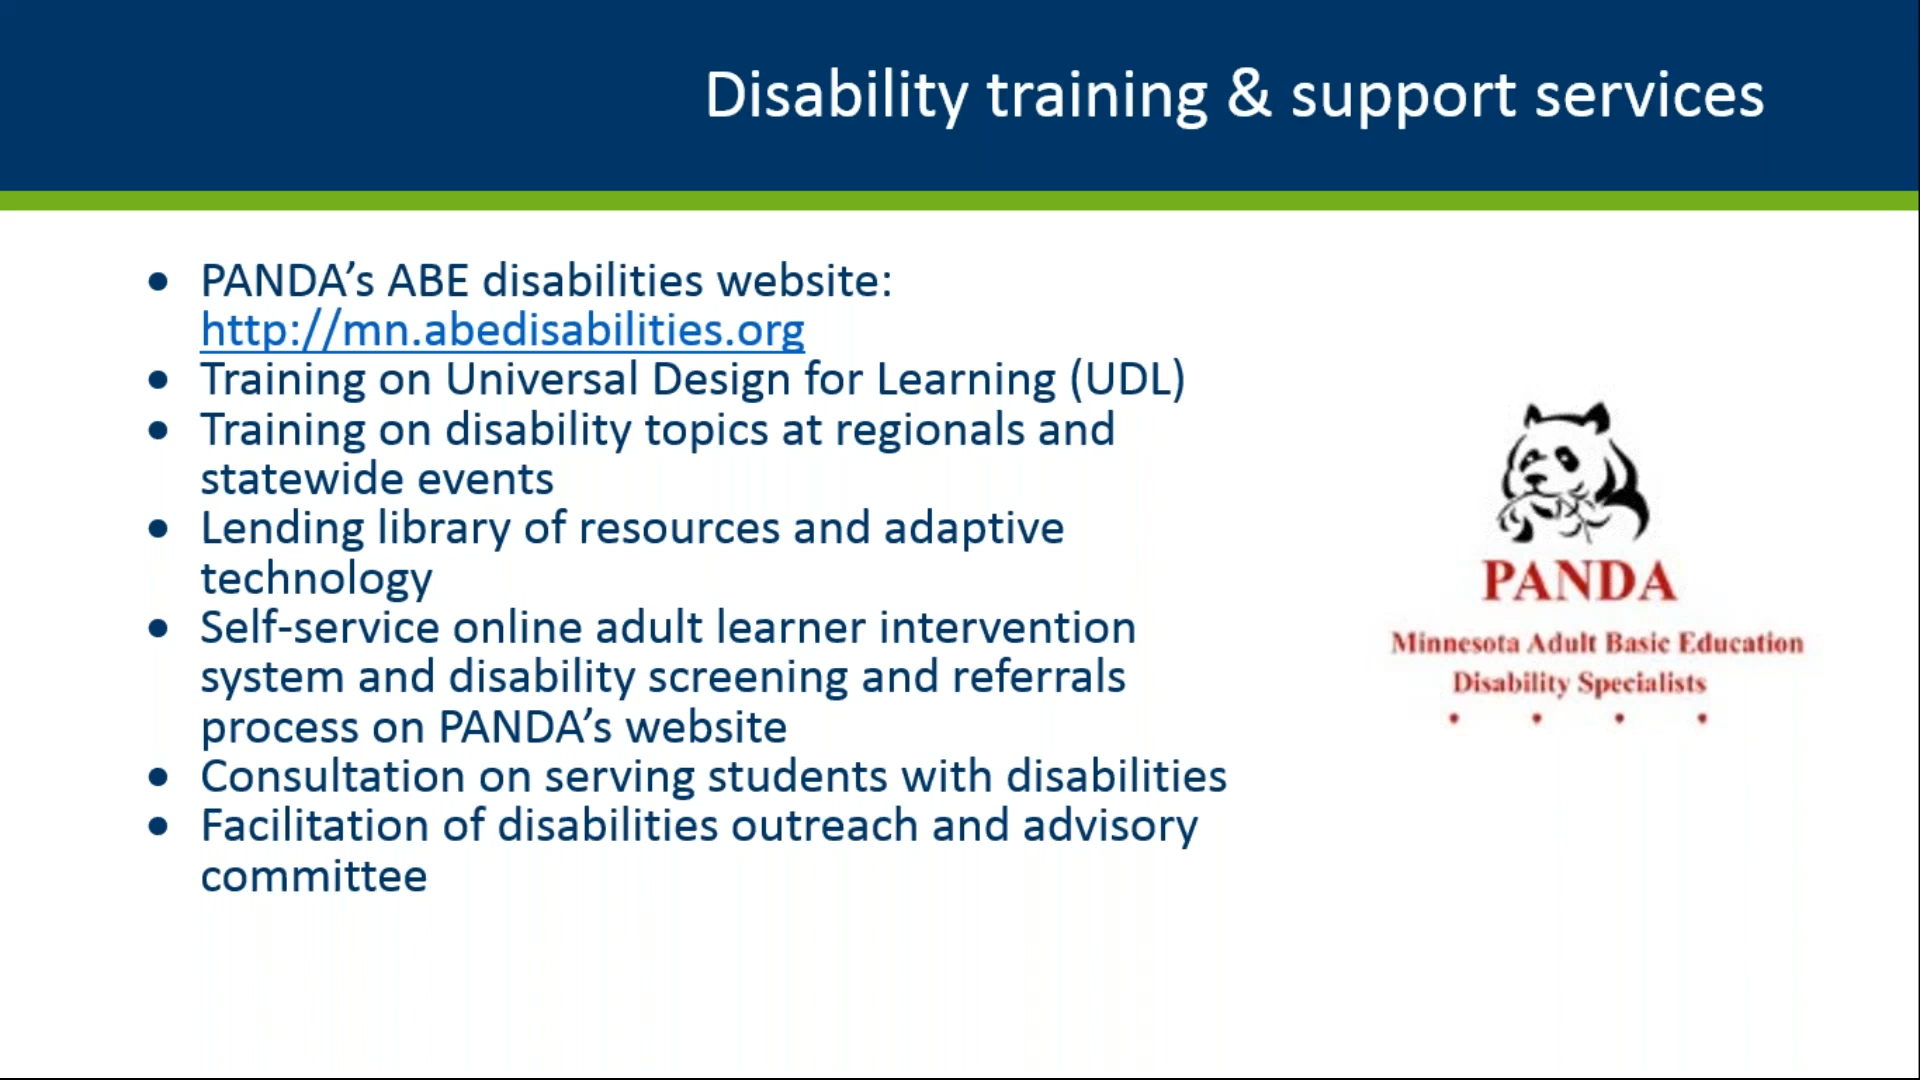 Disability training & support services
● PANDA’s ABE disabilities website:
http://mn.abedisabilities.org
● Training on Universal Design for Learning (UDL)
● Training on disability topics at regionals and
statewide events
● Lending library of resources and adaptive
technology
● Self-service online adult learner intervention
system and disability screening and referrals
process on PANDA’s website
● Consultation on serving students with disabilities
● Facilitation of disabilities outreach and advisory
committee
PANDA
Minnesota Adult Basic Education
Disability Specialists